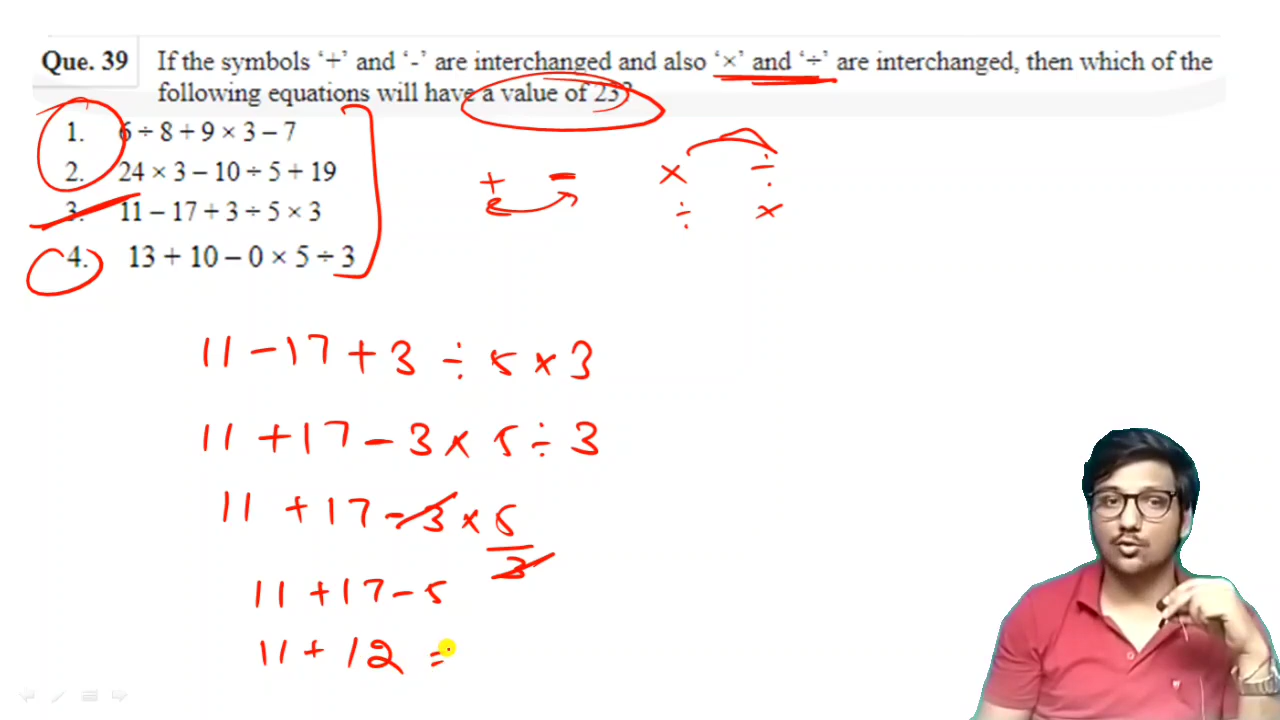 Que. 39 If the symbols ‘+’ and ‘-’ are interchanged and also ‘×’ and ‘÷’ are interchanged, then which of the
following equations will have a value of 23?
1. 6 ÷ 8 + 9 × 3 – 7
2. 24 × 3 – 10 ÷ 5 + 19
3. 11 – 17 + 3 ÷ 5 × 3
4. 13 + 10 – 0 × 5 ÷ 3
+ - × ÷
÷ ×
11 - 17 + 3 ÷ 5 × 3
11 + 17 - 3 × 5 ÷ 3
11 + 17 - 3 × 5
3
11 + 17 - 5
11 + 12 =